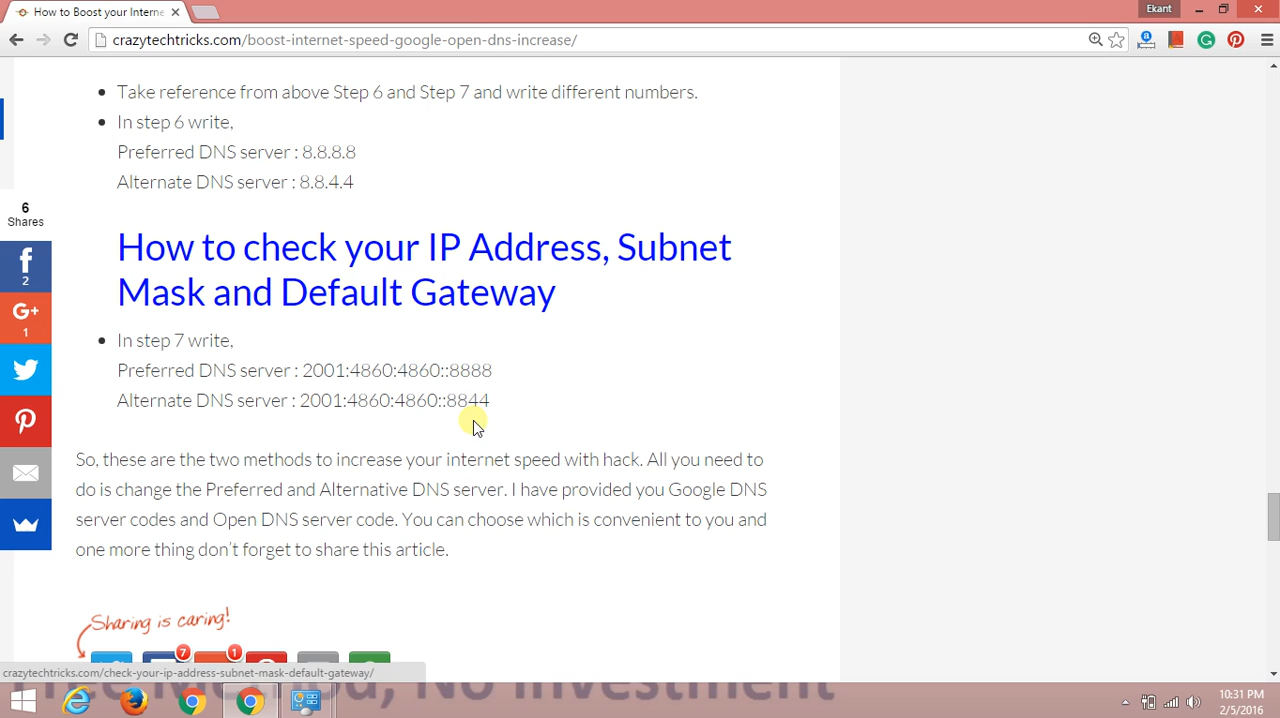 How to Boost your Interne
Ekant
crazytechtricks.com/boost-internet-speed-google-open-dns-increase/
Take reference from above Step 6 and Step 7 and write different numbers.
In step 6 write,
Preferred DNS server : 8.8.8.8
Alternate DNS server : 8.8.4.4
6
Shares
2
G+
1
How to check your IP Address, Subnet
Mask and Default Gateway
In step 7 write,
Preferred DNS server : 2001:4860:4860::8888
Alternate DNS server : 2001:4860:4860::8844
So, these are the two methods to increase your internet speed with hack. All you need to
do is change the Preferred and Alternative DNS server. I have provided you Google DNS
server codes and Open DNS server code. You can choose which is convenient to you and
one more thing don't forget to share this article.
Sharing is caring!
7
1
crazytechtricks.com/check-your-ip-address-subnet-mask-default-gateway/
Method, No Investment
10:31 PM
2/5/2016